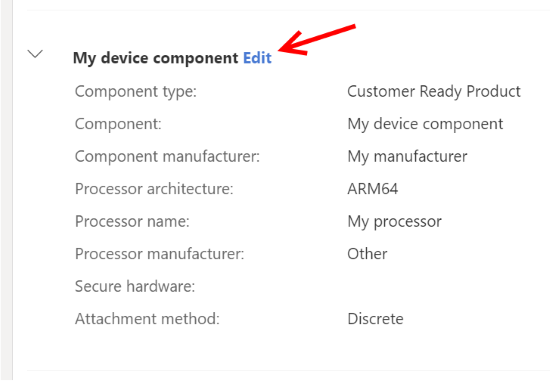 My device component Edit
Component type: Customer Ready Product
Component: My device component
Component manufacturer: My manufacturer
Processor architecture: ARM64
Processor name: My processor
Processor manufacturer: Other
Secure hardware:
Attachment method: Discrete